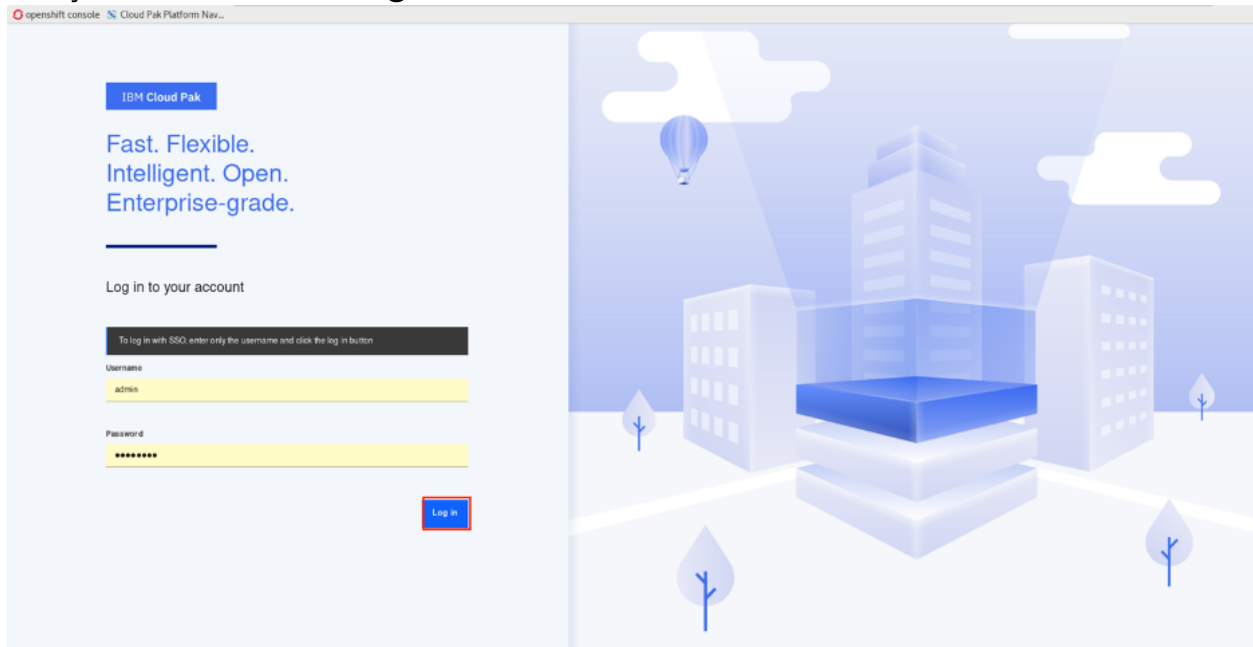 openshift console Cloud Pak Platform Nav...
IBM Cloud Pak
Fast. Flexible.
Intelligent. Open.
Enterprise-grade.
Log in to your account
To log in with SSO, enter only the username and click the log in button
Username
admin
Password
••••••••
Log in